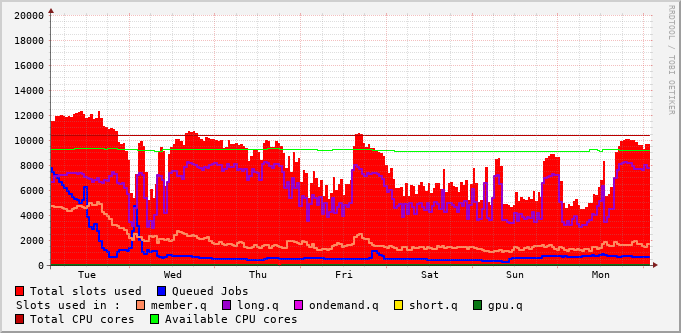 20000
18000
16000
14000
12000
10000
8000
6000
4000
2000
0
Tue Wed Thu Fri Sat Sun Mon
Total slots used Queued Jobs
Slots used in : member.q long.q ondemand.q short.q gpu.q
Total CPU cores Available CPU cores
RRDTOOL / TOBI OETIKER